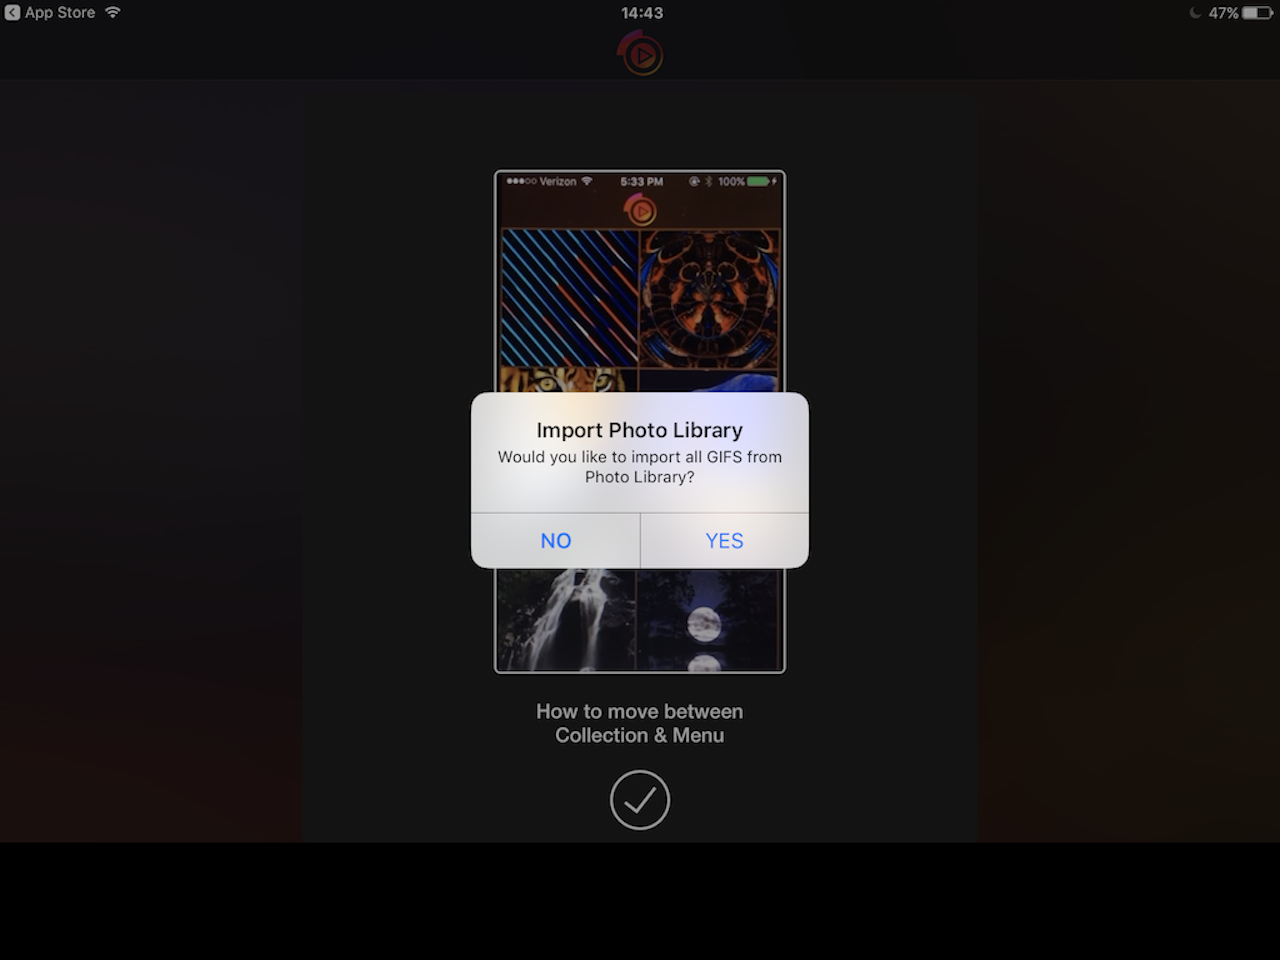 App Store 14:43 47%
Verizon 5:33 PM 100%
Import Photo Library
Would you like to import all GIFS from
Photo Library?
NO YES
How to move between
Collection & Menu